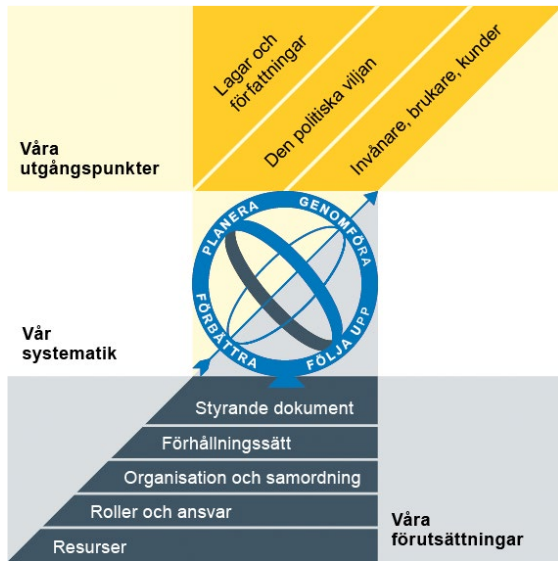 Lagar och
författningar
Den politiska viljan
Invånare, brukare, kunder
Våra
utgångspunkter
PLANERA
GENOMFÖRA
FÖRBÄTTRA
FÖLJA UPP
Vår
systematik
Styrande dokument
Förhållningssätt
Organisation och samordning
Roller och ansvar
Resurser
Våra
förutsättningar